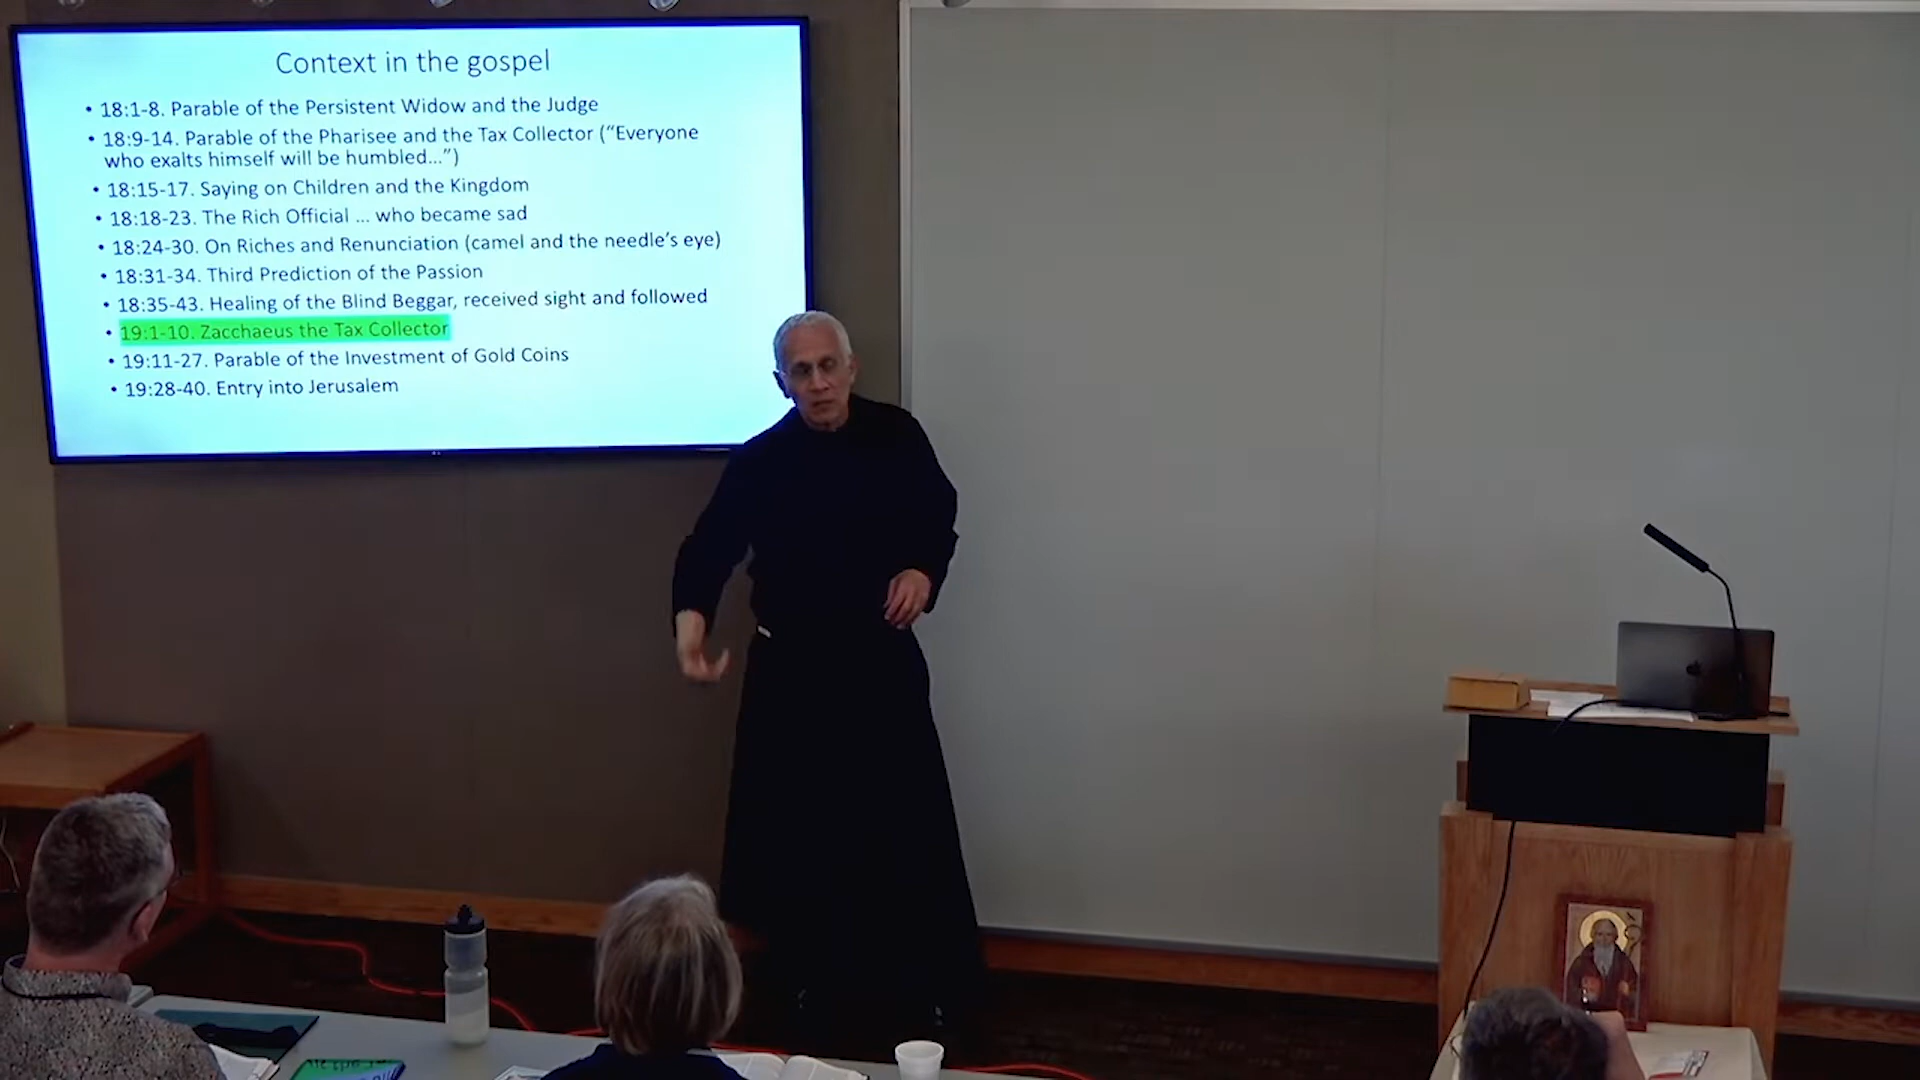 Context in the gospel
• 18:1-8. Parable of the Persistent Widow and the Judge
• 18:9-14. Parable of the Pharisee and the Tax Collector (“Everyone
who exalts himself will be humbled...”)
• 18:15-17. Saying on Children and the Kingdom
• 18:18-23. The Rich Official ... who became sad
• 18:24-30. On Riches and Renunciation (camel and the needle’s eye)
• 18:31-34. Third Prediction of the Passion
• 18:35-43. Healing of the Blind Beggar, received sight and followed
• 19:1-10. Zacchaeus the Tax Collector
• 19:11-27. Parable of the Investment of Gold Coins
• 19:28-40. Entry into Jerusalem